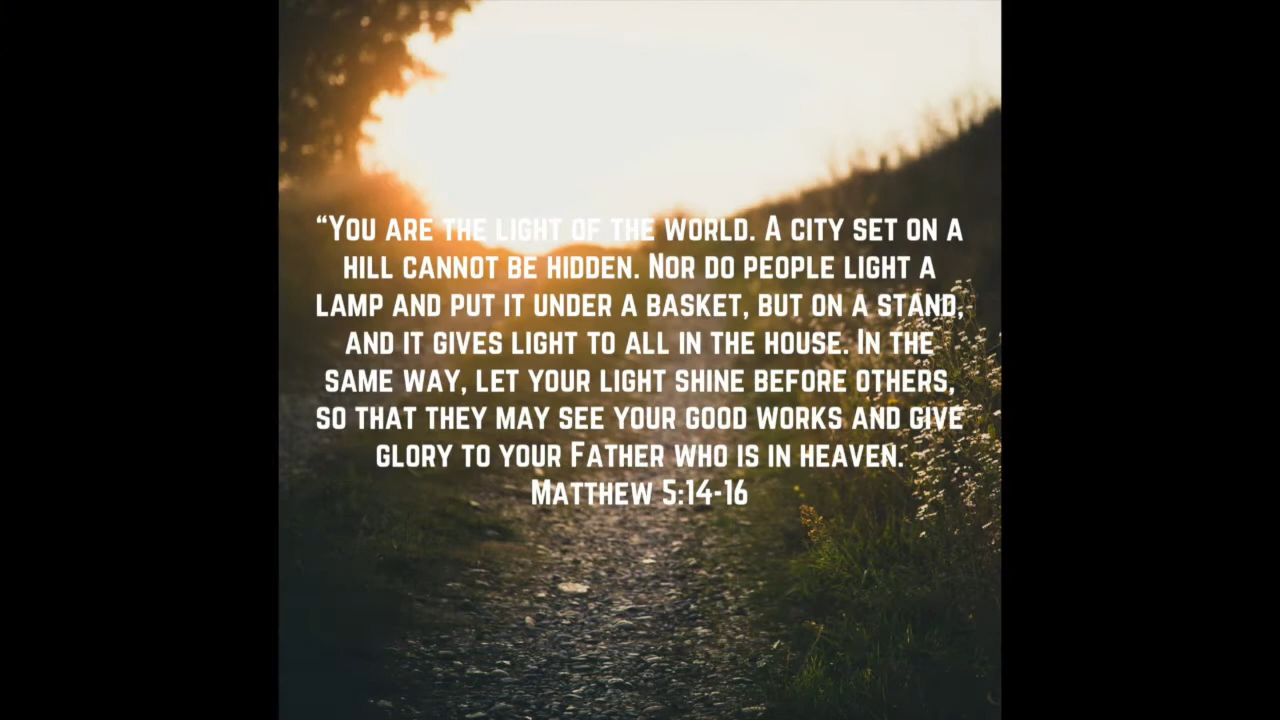 “You are the light of the world. A city set on a
hill cannot be hidden. Nor do people light a
lamp and put it under a basket, but on a stand,
and it gives light to all in the house. In the
same way, let your light shine before others,
so that they may see your good works and give
glory to your Father who is in heaven.
Matthew 5:14-16